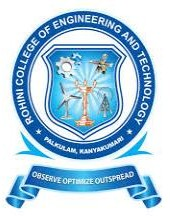 ROHINI COLLEGE OF ENGINEERING AND TECHNOLOGY
PALKULAM, KANYAKUMARI
OBSERVE OPTIMIZE OUTSPREAD